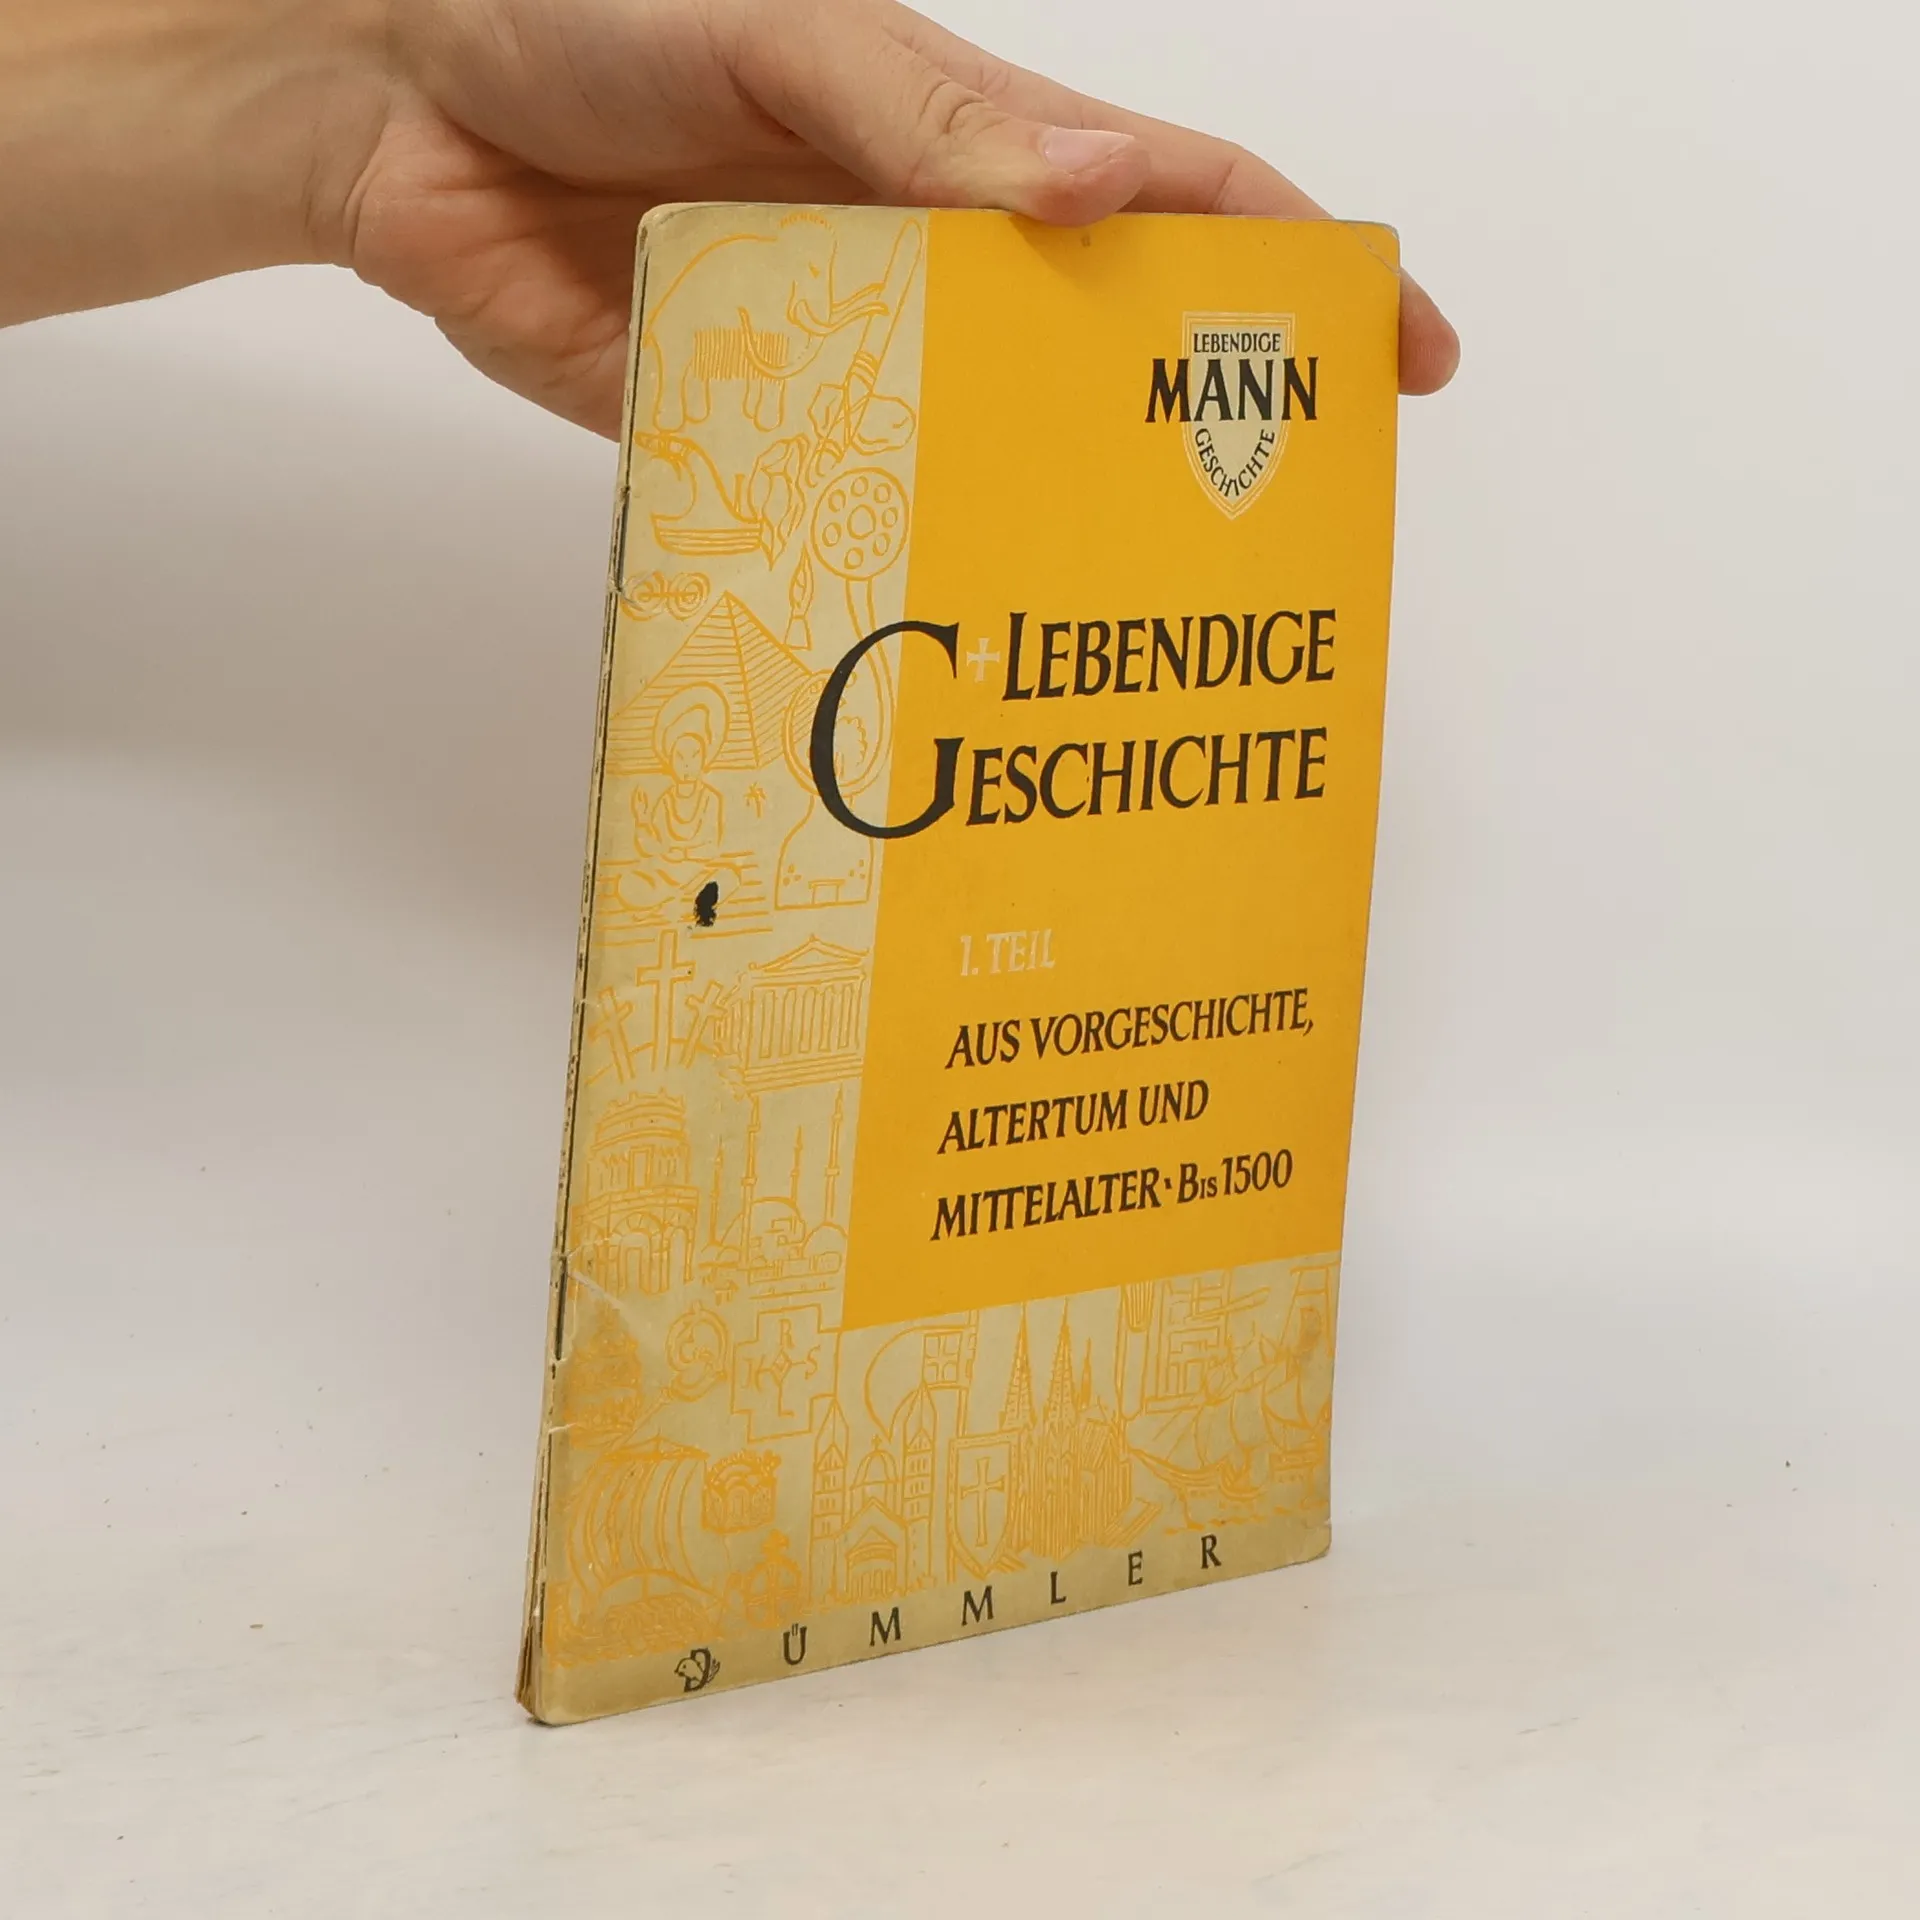 LEBENDIGE
MANN
GESCHICHTE
LEBENDIGE
GESCHICHTE
1. TEIL
AUS VORGESCHICHTE,
ALTERTUM UND
MITTELALTER · BIS 1500
R
S
DÜMMLER